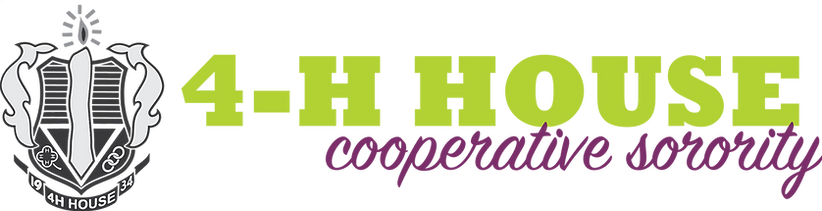 4-H HOUSE
cooperative sorority
19 4H HOUSE 34